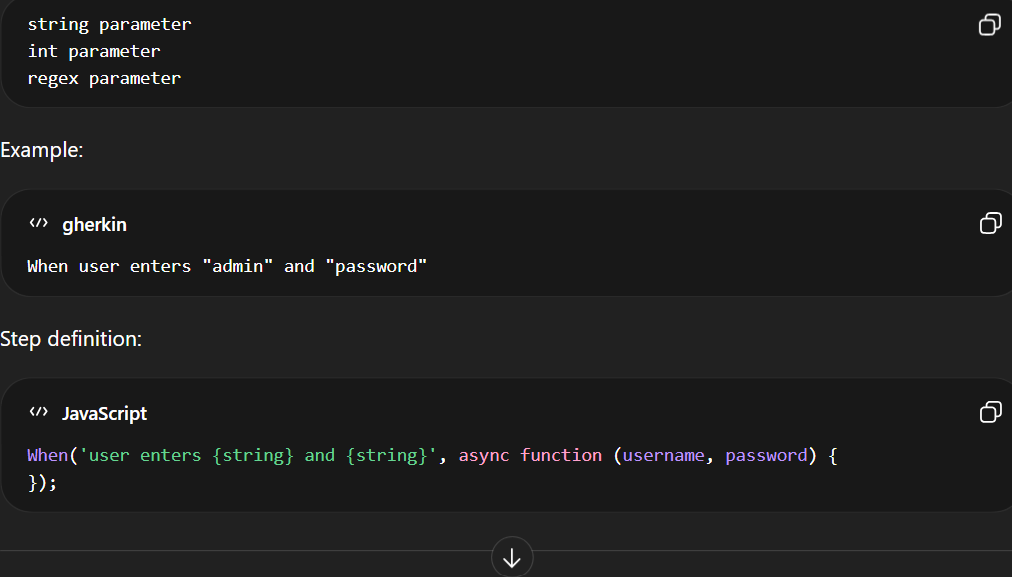 string parameter
int parameter
regex parameter
Example:
gherkin
When user enters "admin" and "password"
Step definition:
JavaScript
When('user enters {string} and {string}', async function (username, password) {
});